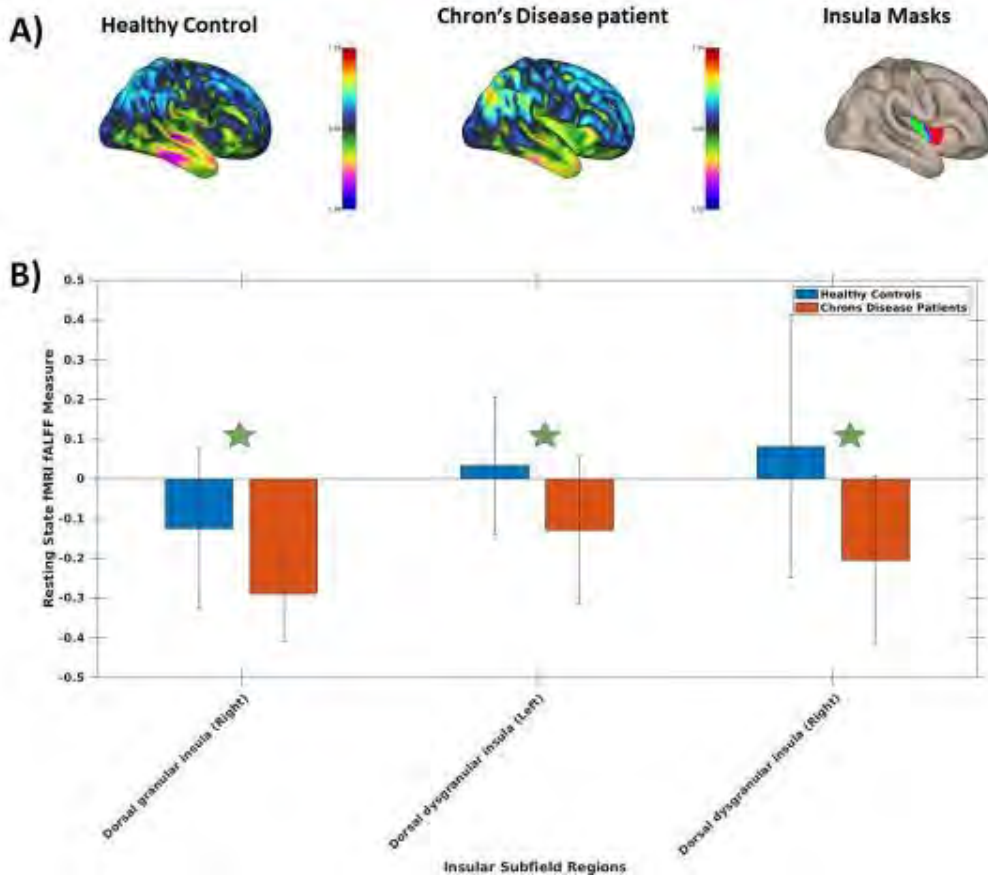 A)
Healthy Control
Chron's Disease patient
Insula Masks
B)
Healthy Controls
Chrons Disease Patients
Resting State fMRI fALFF Measure
0.5
0.4
0.3
0.2
0.1
0
-0.1
-0.2
-0.3
-0.4
-0.5
Dorsal granular insula (Right)
Dorsal dysgranular insula (Left)
Dorsal dysgranular insula (Right)
Insular Subfield Regions